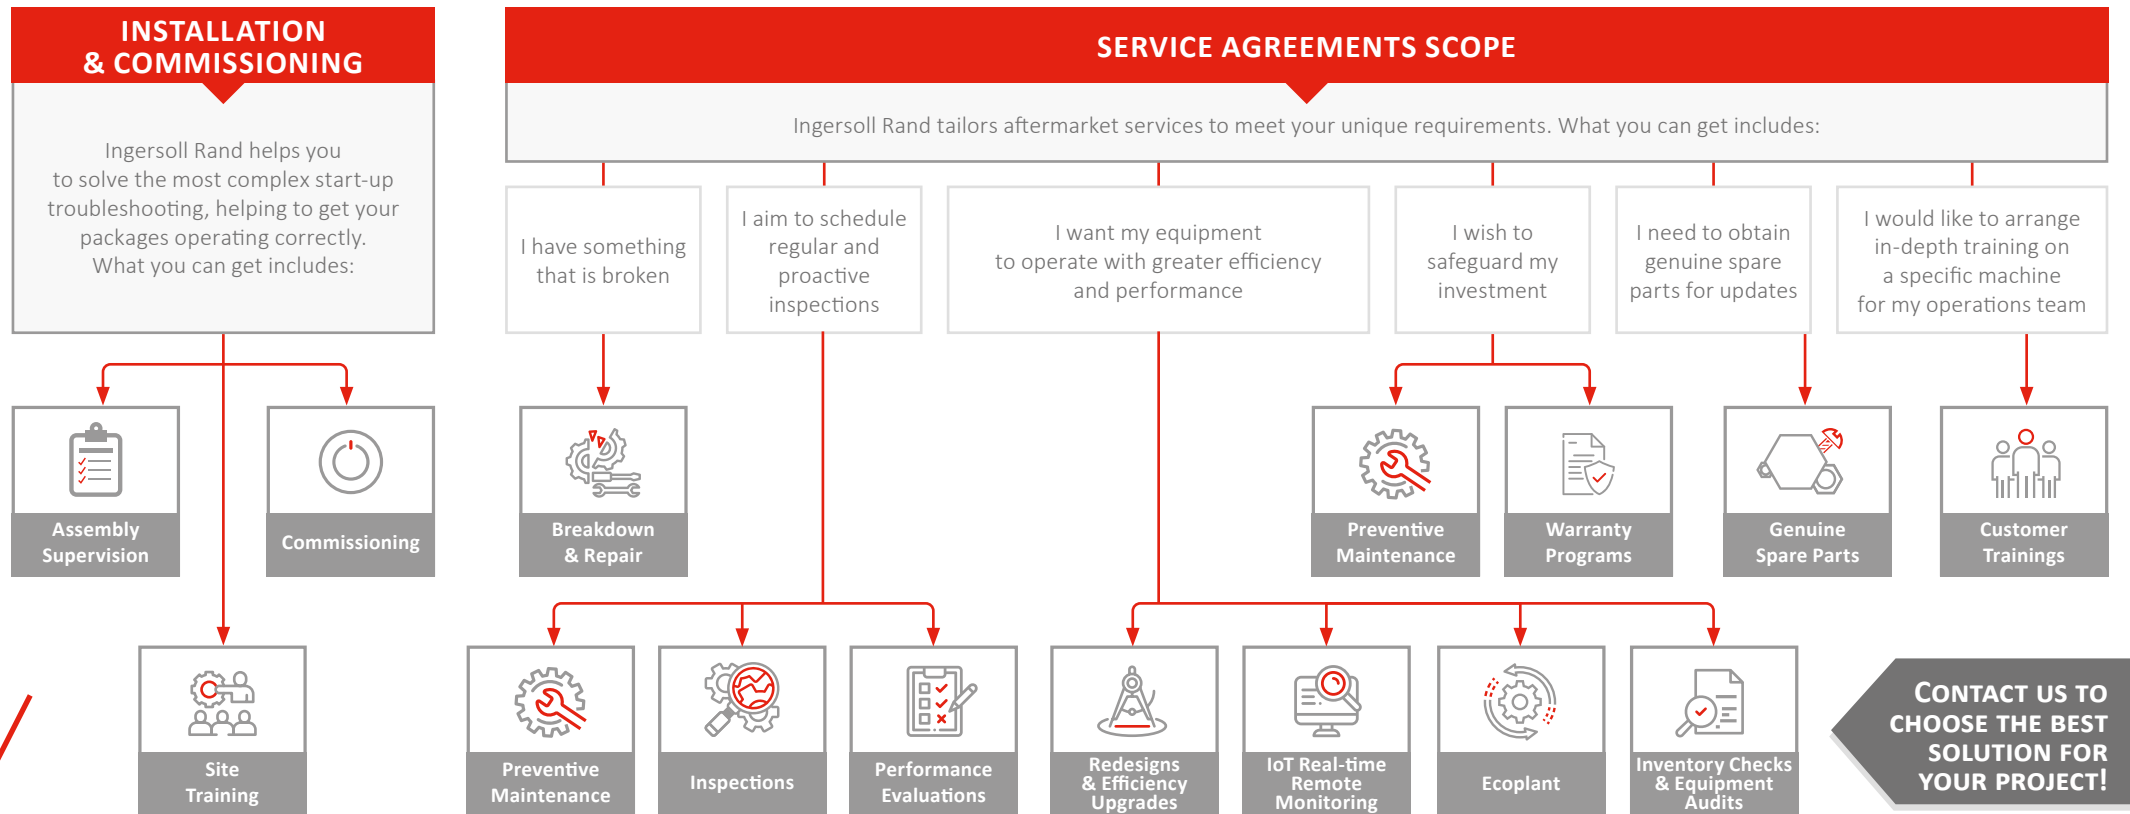 INSTALLATION
& COMMISSIONING
Ingersoll Rand helps you
to solve the most complex start-up
troubleshooting, helping to get your
packages operating correctly.
What you can get includes:
Assembly
Supervision
Commissioning
Site
Training
SERVICE AGREEMENTS SCOPE
Ingersoll Rand tailors aftermarket services to meet your unique requirements. What you can get includes:
I have something
that is broken
I aim to schedule
regular and
proactive
inspections
I want my equipment
to operate with greater efficiency
and performance
I wish to
safeguard my
investment
I need to obtain
genuine spare
parts for updates
I would like to arrange
in-depth training on
a specific machine
for my operations team
Breakdown
& Repair
Preventive
Maintenance
Warranty
Programs
Genuine
Spare Parts
Customer
Trainings
Preventive
Maintenance
Inspections
Performance
Evaluations
Redesigns
& Efficiency
Upgrades
IoT Real-time
Remote
Monitoring
Ecoplant
Inventory Checks
& Equipment
Audits
CONTACT US TO
CHOOSE THE BEST
SOLUTION FOR
YOUR PROJECT!